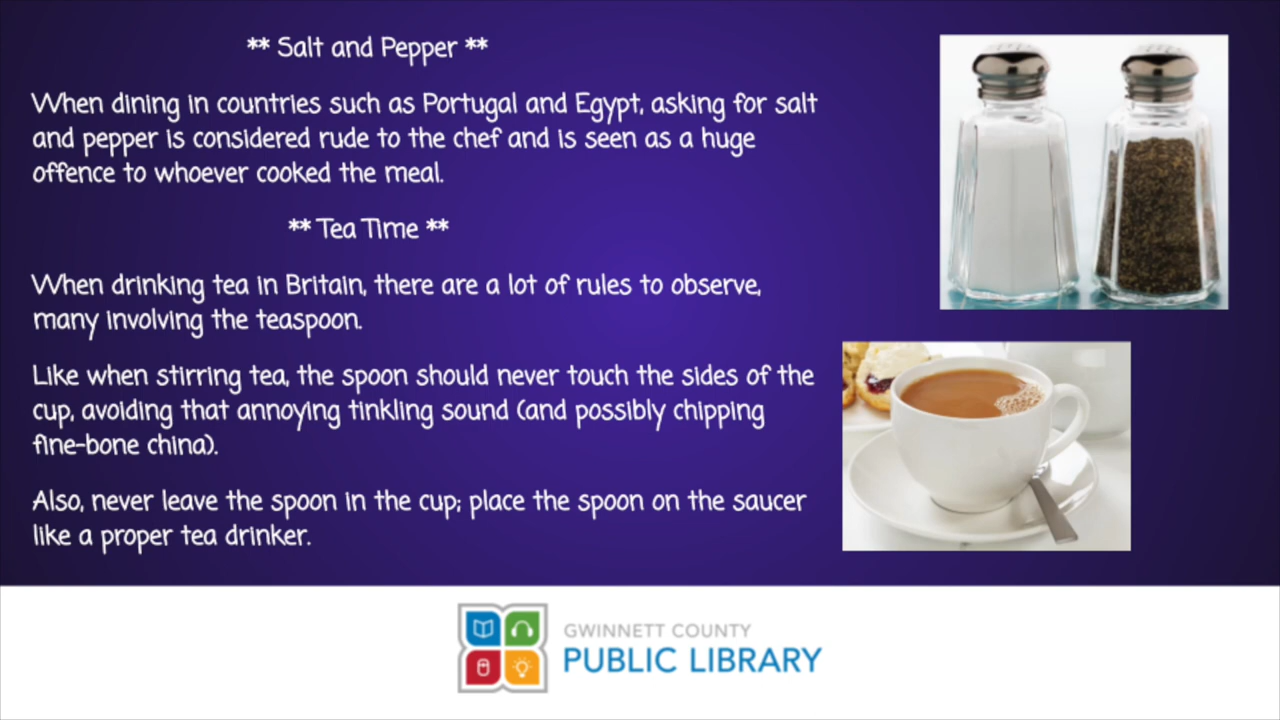 ** Salt and Pepper **
When dining in countries such as Portugal and Egypt, asking for salt
and pepper is considered rude to the chef and is seen as a huge
offence to whoever cooked the meal.
** Tea Time **
When drinking tea in Britain, there are a lot of rules to observe,
many involving the teaspoon.
Like when stirring tea, the spoon should never touch the sides of the
cup, avoiding that annoying tinkling sound (and possibly chipping
fine-bone china).
Also, never leave the spoon in the cup; place the spoon on the saucer
like a proper tea drinker.
GWINNETT COUNTY
PUBLIC LIBRARY